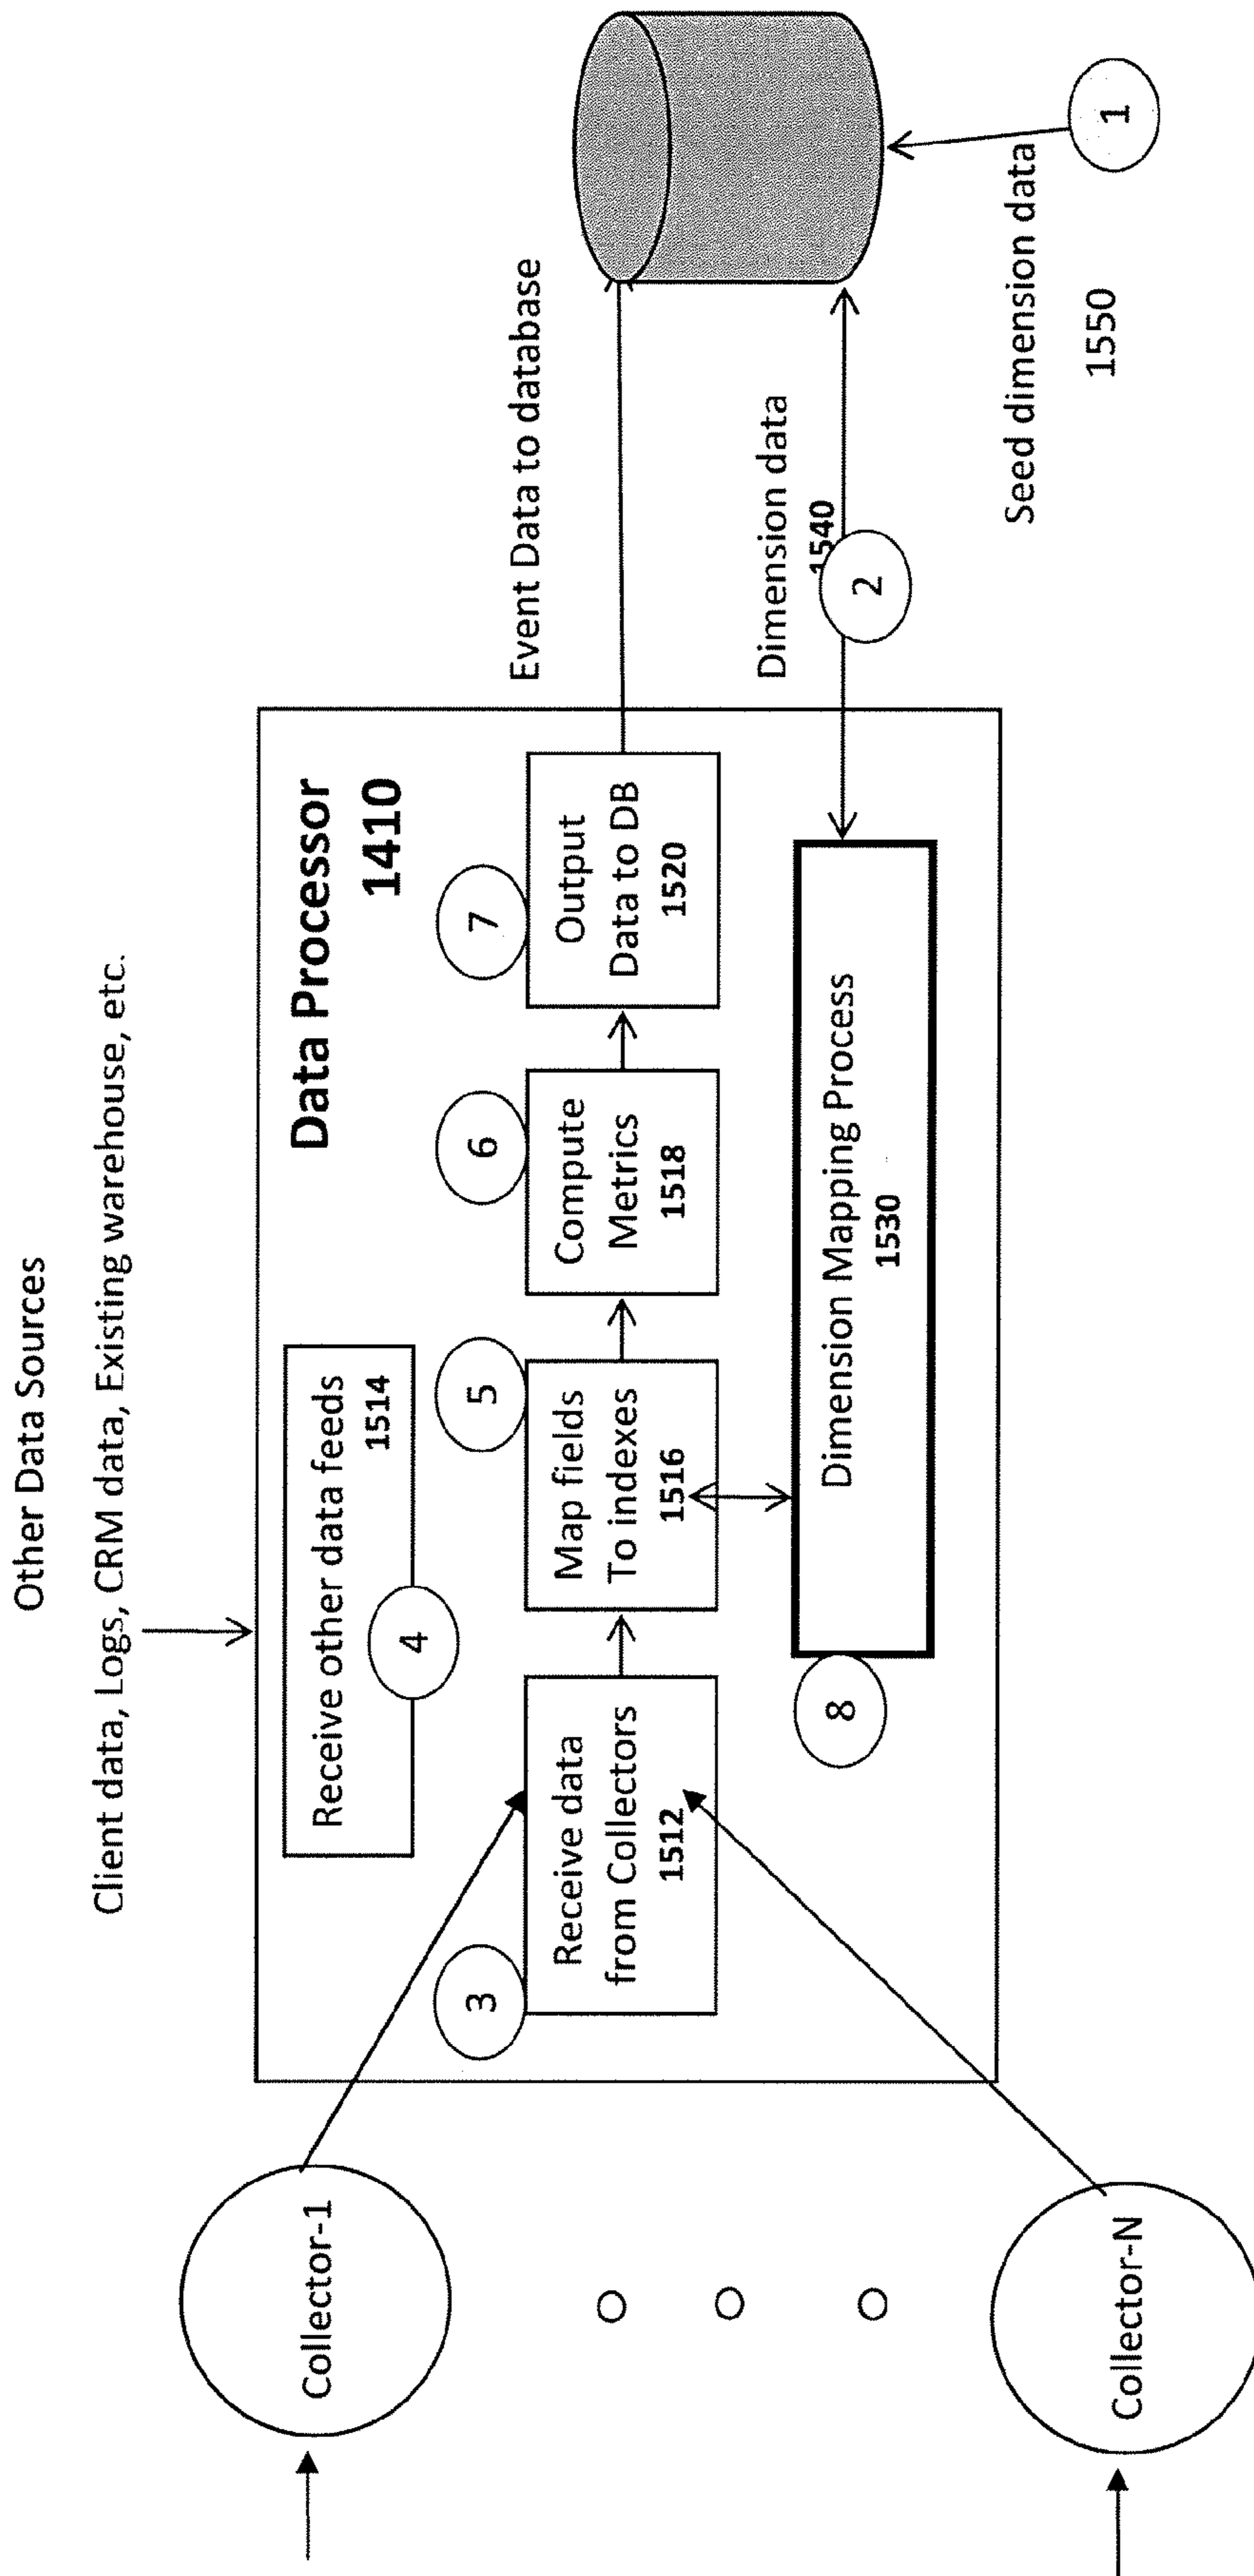 Other Data Sources
Client data, Logs, CRM data, Existing warehouse, etc.
Data Processor
1410
Receive other data feeds
1514
4
3
Receive data
from Collectors
1512
5
Map fields
To indexes
1516
6
Compute
Metrics
1518
7
Output
Data to DB
1520
8
Dimension Mapping Process
1530
Collector-1
Collector-N
Event Data to database
Dimension data
1540
2
Seed dimension data
1550
1